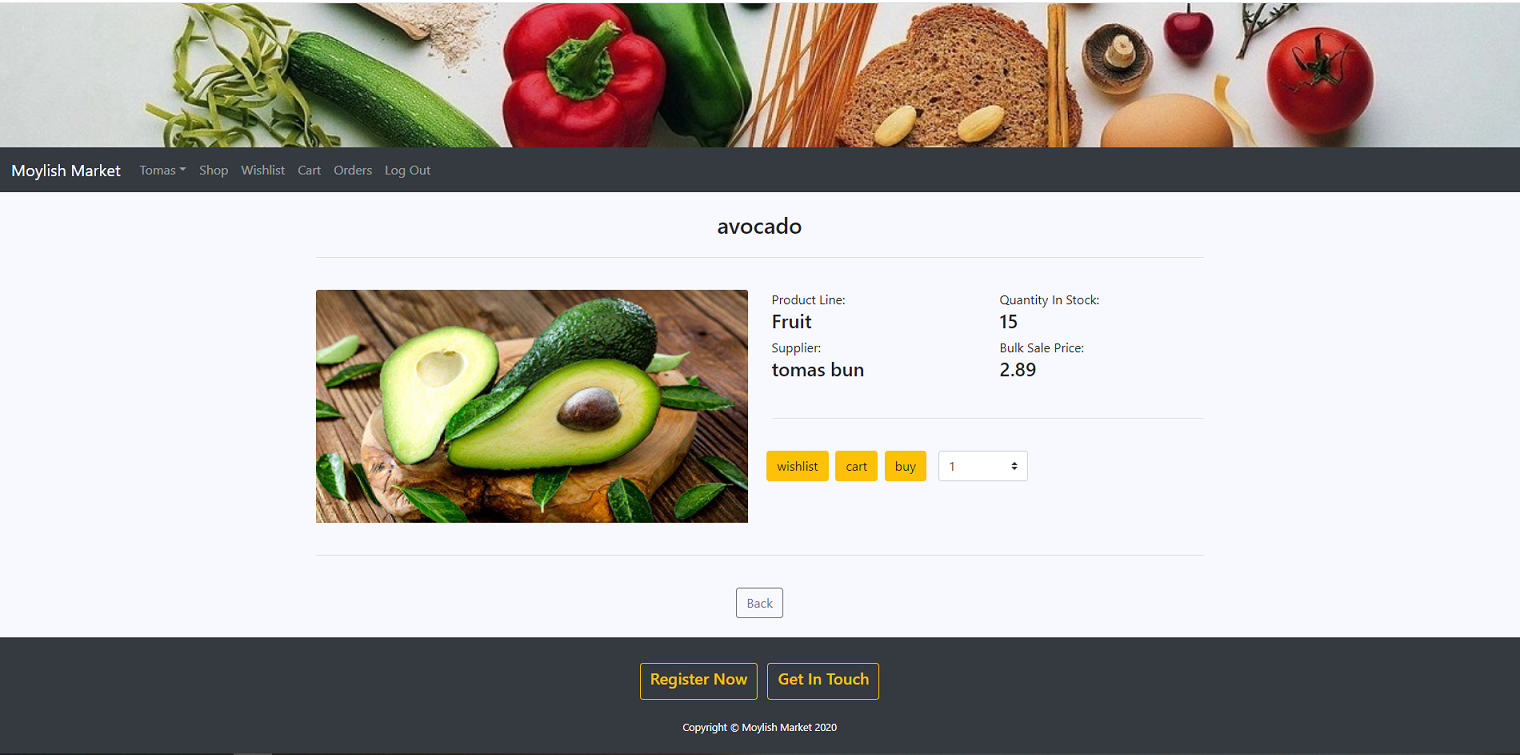 Moylish Market Tomas Shop Wishlist Cart Orders Log Out
avocado
Product Line:
Fruit
Supplier:
tomas bun
Quantity In Stock:
15
Bulk Sale Price:
2.89
wishlist cart buy 1
Back
Register Now Get In Touch
Copyright © Moylish Market 2020